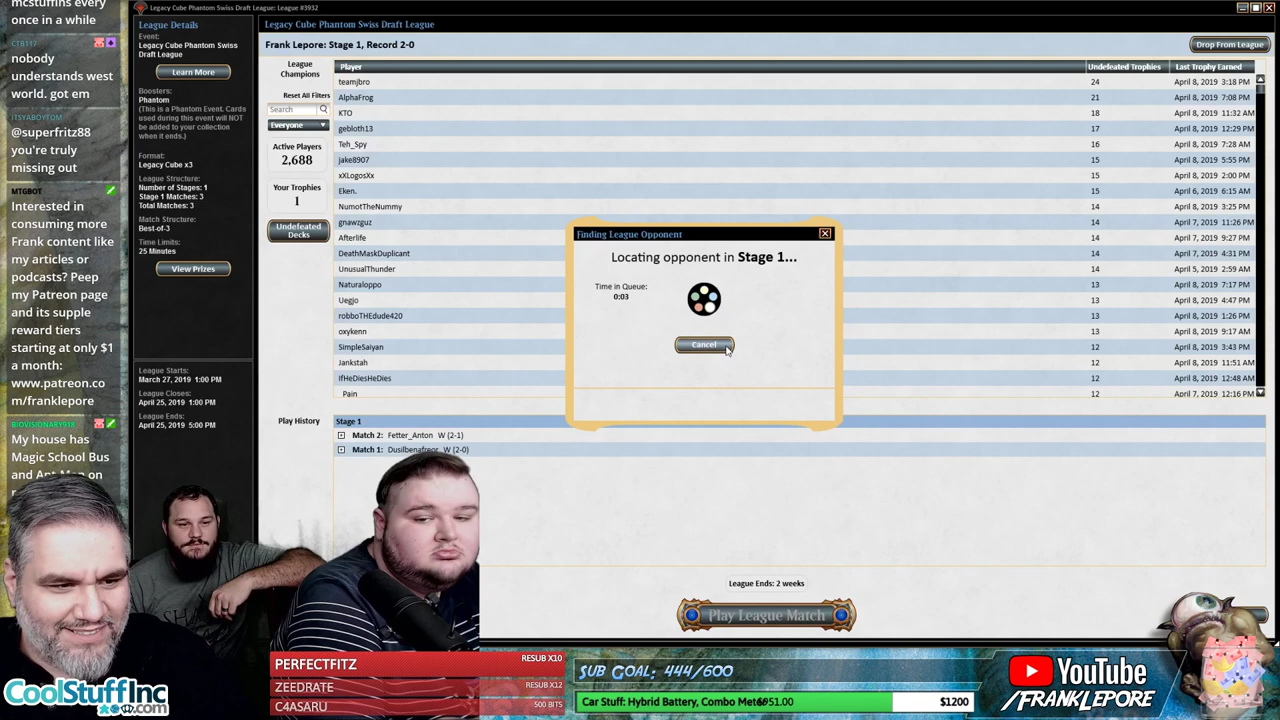 mcstuffins every
once in a while
CTB117
nobody
understands west
world. got em
ITSYABOYTOM
@superfritz88
you're truly
missing out
MTGBOT
Interested in
consuming more
Frank content like
my articles or
podcasts? Peep
my Patreon page
and its supple
reward tiers
starting at only $1
a month:
www.patreon.co
m/franklepore
BIOVISIONARY918
My house has
Magic School Bus
and Ant Man on
Legacy Cube Phantom Swiss Draft League: League #3932
League Details
Event:
Legacy Cube Phantom Swiss
Draft League
Learn More
Boosters:
Phantom
(This is a Phantom Event. Cards
used during this event will NOT
be added to your collection
when it ends.)
Format:
Legacy Cube x3
League Structure:
Number of Stages: 1
Stage 1 Matches: 3
Total Matches: 3
Match Structure:
Best-of-3
Time Limits:
25 Minutes
View Prizes
League Starts:
March 27, 2019 1:00 PM
League Closes:
April 25, 2019 1:00 PM
League Ends:
April 25, 2019 5:00 PM
Legacy Cube Phantom Swiss Draft League
Frank Lepore: Stage 1, Record 2-0
Drop From League
League
Champions
Reset All Filters
Search
Everyone
Active Players
2,688
Your Trophies
1
Undefeated
Decks
Player Undefeated Trophies Last Trophy Earned
teamjbro 24 April 8, 2019 3:18 PM
AlphaFrog 21 April 8, 2019 7:08 PM
KTO 18 April 8, 2019 11:32 AM
gebloth13 17 April 8, 2019 12:29 PM
Teh_Spy 16 April 8, 2019 7:28 AM
jake8907 15 April 8, 2019 5:55 PM
xXLogosXx 15 April 8, 2019 2:00 PM
Eken. 15 April 6, 2019 6:15 AM
NumotTheNummy 14 April 8, 2019 3:25 PM
gnawzguz 14 April 7, 2019 11:26 PM
Afterlife 14 April 7, 2019 9:27 PM
DeathMaskDuplicant 14 April 7, 2019 4:31 PM
UnusualThunder 14 April 5, 2019 2:59 AM
Naturaloppo 13 April 8, 2019 7:17 PM
Uegjo 13 April 8, 2019 4:47 PM
robboTHEdude420 13 April 8, 2019 1:26 PM
oxykenn 13 April 8, 2019 9:17 AM
SimpleSaiyan 12 April 8, 2019 3:43 PM
Jankstah 12 April 8, 2019 11:51 AM
IfHeDiesHeDies 12 April 8, 2019 12:48 AM
Pain 12 April 7, 2019 12:16 PM
Finding League Opponent
Locating opponent in Stage 1...
Time in Queue:
0:03
Cancel
Play History
Stage 1
Match 2: Fetter_Anton W (2-1)
Match 1: Dusilbenafreor W (2-0)
League Ends: 2 weeks
Play League Match
CoolStuffInc
.com
PERFECTFITZ RESUB X10
ZEEDRATE RESUB X12
C4ASARU 500 BITS
SUB GOAL: 444/600
Car Stuff: Hybrid Battery, Combo Meter $951.00 $1200
YouTube
/FRANKLEPORE